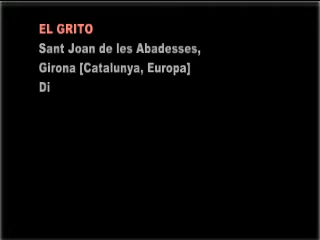 EL GRITO
Sant Joan de les Abadesses,
Girona [Catalunya, Europa]
Di